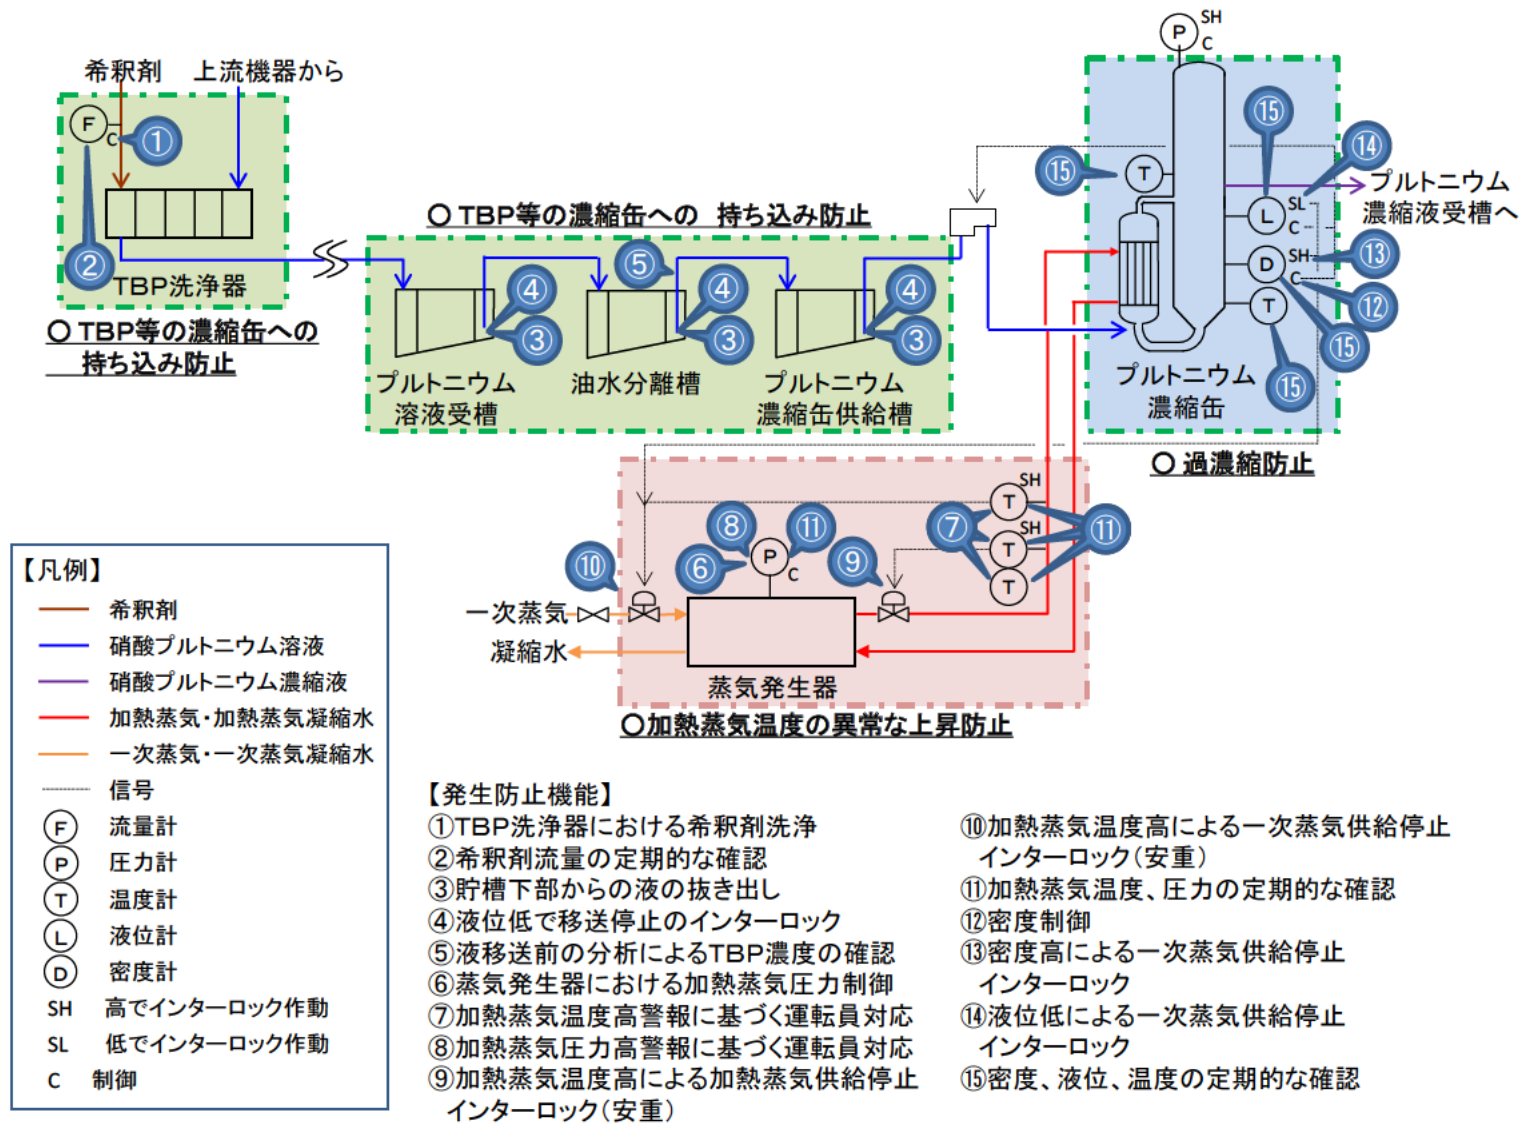 希釈剤
上流機器から
F
C
①
②
TBP洗浄器
○ TBP等の濃縮缶への
持ち込み防止
○ TBP等の濃縮缶への 持ち込み防止
⑤
④
④
④
③
③
③
プルトニウム
溶液受槽
油水分離槽
プルトニウム
濃縮缶供給槽
P
SH
C
⑮
⑭
⑮
T
プルトニウム
濃縮液受槽へ
L
SL
C
D
SH
C
⑬
⑫
T
⑮
⑮
プルトニウム
濃縮缶
○ 過濃縮防止
SH
T
SH
T
T
⑦
⑪
⑧
⑪
P
C
⑥
⑨
⑩
一次蒸気
凝縮水
蒸気発生器
○加熱蒸気温度の異常な上昇防止
【凡例】
希釈剤
硝酸プルトニウム溶液
硝酸プルトニウム濃縮液
加熱蒸気・加熱蒸気凝縮水
一次蒸気・一次蒸気凝縮水
信号
F 流量計
P 圧力計
T 温度計
L 液位計
D 密度計
SH 高でインターロック作動
SL 低でインターロック作動
C 制御
【発生防止機能】
①TBP洗浄器における希釈剤洗浄
②希釈剤流量の定期的な確認
③貯槽下部からの液の抜き出し
④液位低で移送停止のインターロック
⑤液移送前の分析によるTBP濃度の確認
⑥蒸気発生器における加熱蒸気圧力制御
⑦加熱蒸気温度高警報に基づく運転員対応
⑧加熱蒸気圧力高警報に基づく運転員対応
⑨加熱蒸気温度高による加熱蒸気供給停止
インターロック（安重）
⑩加熱蒸気温度高による一次蒸気供給停止
インターロック（安重）
⑪加熱蒸気温度、圧力の定期的な確認
⑫密度制御
⑬密度高による一次蒸気供給停止
インターロック
⑭液位低による一次蒸気供給停止
インターロック
⑮密度、液位、温度の定期的な確認